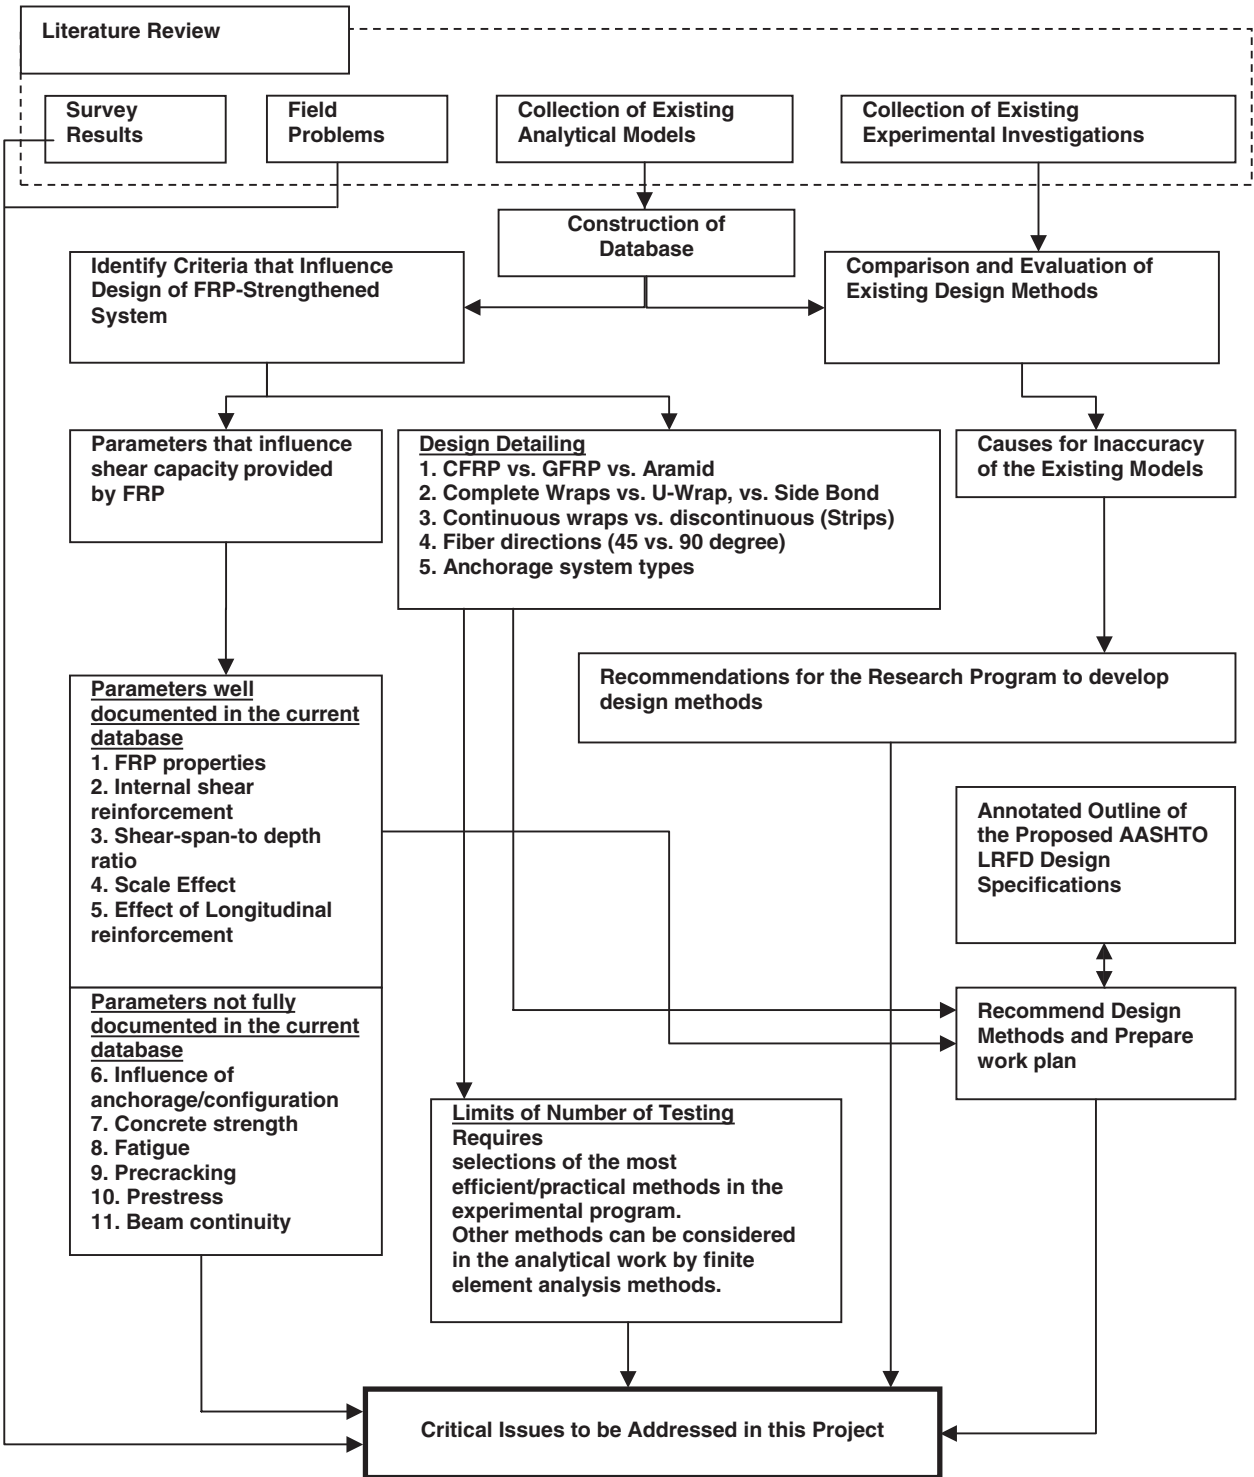 Literature Review
Survey
Results
Field
Problems
Collection of Existing
Analytical Models
Collection of Existing
Experimental Investigations
Construction of
Database
Identify Criteria that Influence
Design of FRP-Strengthened
System
Comparison and Evaluation of
Existing Design Methods
Parameters that influence
shear capacity provided
by FRP
Design Detailing
1. CFRP vs. GFRP vs. Aramid
2. Complete Wraps vs. U-Wrap, vs. Side Bond
3. Continuous wraps vs. discontinuous (Strips)
4. Fiber directions (45 vs. 90 degree)
5. Anchorage system types
Causes for Inaccuracy
of the Existing Models
Recommendations for the Research Program to develop
design methods
Parameters well
documented in the current
database
1. FRP properties
2. Internal shear
reinforcement
3. Shear-span-to depth
ratio
4. Scale Effect
5. Effect of Longitudinal
reinforcement
Annotated Outline of
the Proposed AASHTO
LRFD Design
Specifications
Parameters not fully
documented in the current
database
6. Influence of
anchorage/configuration
7. Concrete strength
8. Fatigue
9. Precracking
10. Prestress
11. Beam continuity
Recommend Design
Methods and Prepare
work plan
Limits of Number of Testing
Requires
selections of the most
efficient/practical methods in the
experimental program.
Other methods can be considered
in the analytical work by finite
element analysis methods.
Critical Issues to be Addressed in this Project